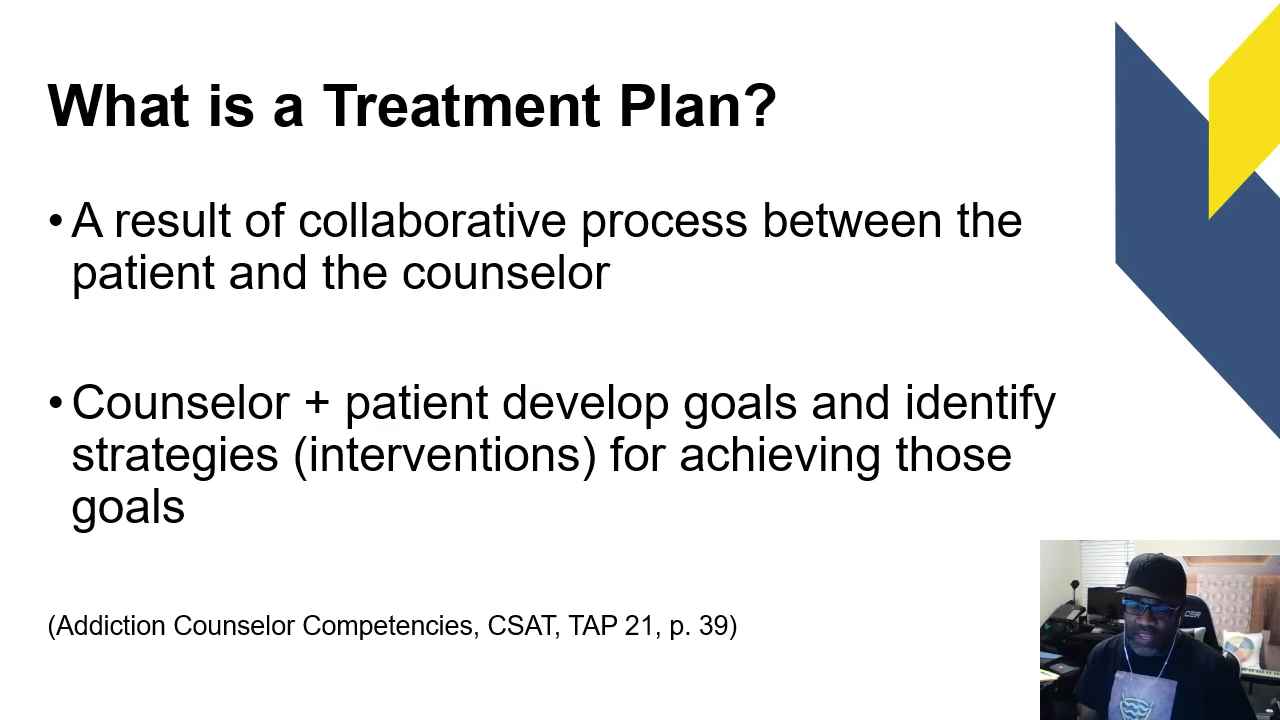 What is a Treatment Plan?
• A result of collaborative process between the
patient and the counselor
• Counselor + patient develop goals and identify
strategies (interventions) for achieving those
goals
(Addiction Counselor Competencies, CSAT, TAP 21, p. 39)